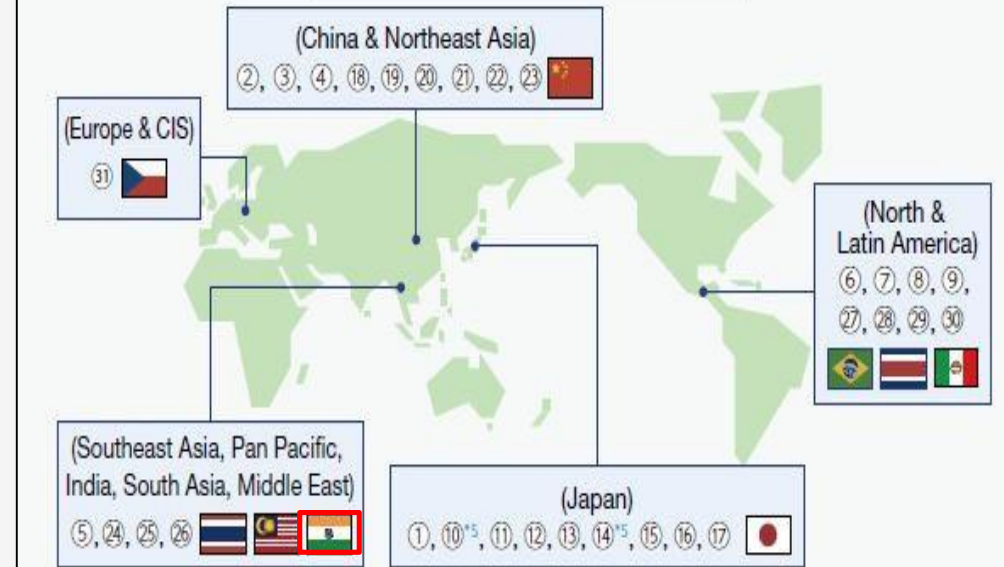 (China & Northeast Asia)
②, ③, ④, ⑱, ⑲, ⑳, ㉑, ㉒, ㉓
(Europe & CIS)
㉛
(North &
Latin America)
⑥, ⑦, ⑧, ⑨,
㉗, ㉘, ㉙, ㉚
(Southeast Asia, Pan Pacific,
India, South Asia, Middle East)
⑤, ㉔, ㉕, ㉖
(Japan)
①, ⑩*5, ⑪, ⑫, ⑬, ⑭*5, ⑮, ⑯, ⑰